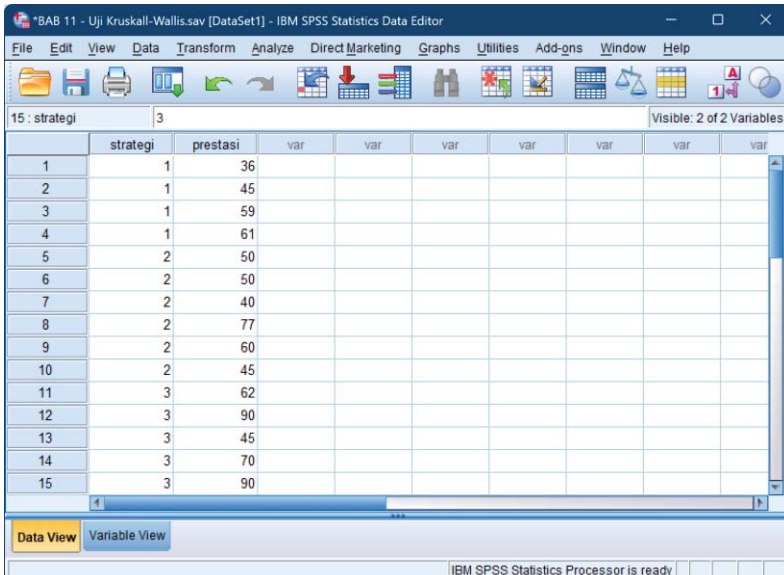 *BAB 11 - Uji Kruskall-Wallis.sav [DataSet1] - IBM SPSS Statistics Data Editor
File Edit View Data Transform Analyze Direct Marketing Graphs Utilities Add-ons Window Help
15 : strategi 3 Visible: 2 of 2 Variables
strategi prestasi var var var var var var
1 1 36
2 1 45
3 1 59
4 1 61
5 2 50
6 2 50
7 2 40
8 2 77
9 2 60
10 2 45
11 3 62
12 3 90
13 3 45
14 3 70
15 3 90
Data View Variable View
IBM SPSS Statistics Processor is ready